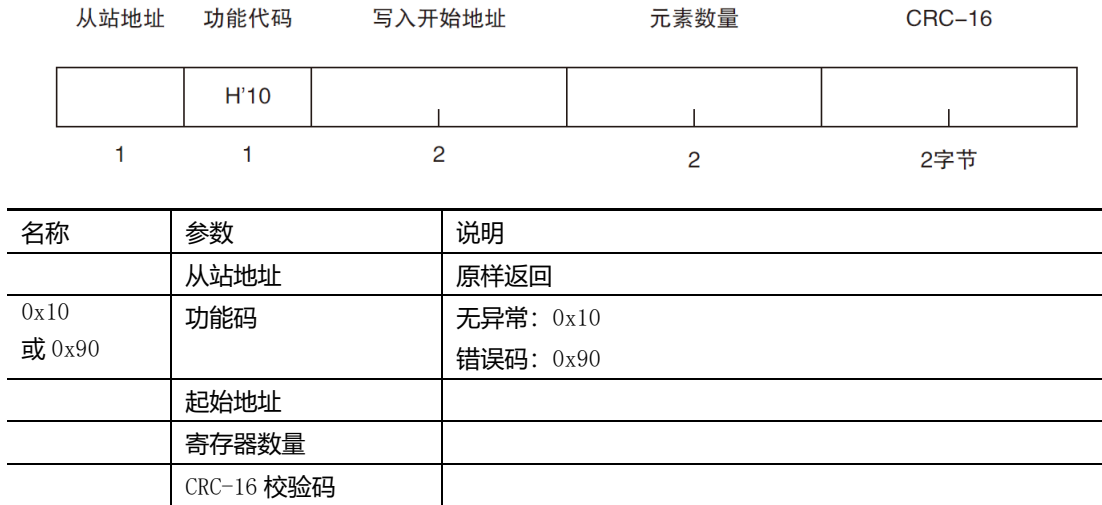 从站地址 功能代码 写入开始地址 元素数量 CRC-16
H'10
1 1 2 2 2字节
名称 参数 说明
从站地址 原样返回
0x10 功能码 无异常：0x10
或 0x90 错误码：0x90
起始地址
寄存器数量
CRC-16 校验码